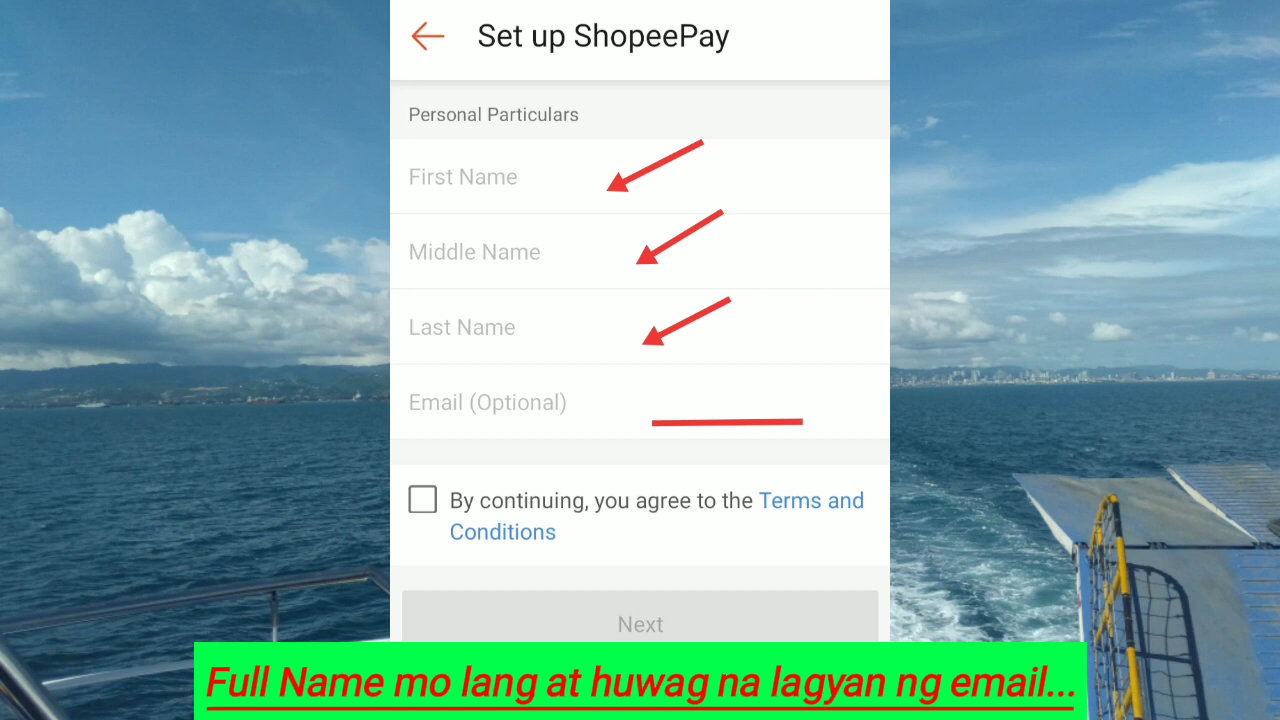 Set up ShopeePay
Personal Particulars
First Name
Middle Name
Last Name
Email (Optional)
By continuing, you agree to the Terms and
Conditions
Next
Full Name mo lang at huwag na lagyan ng email...